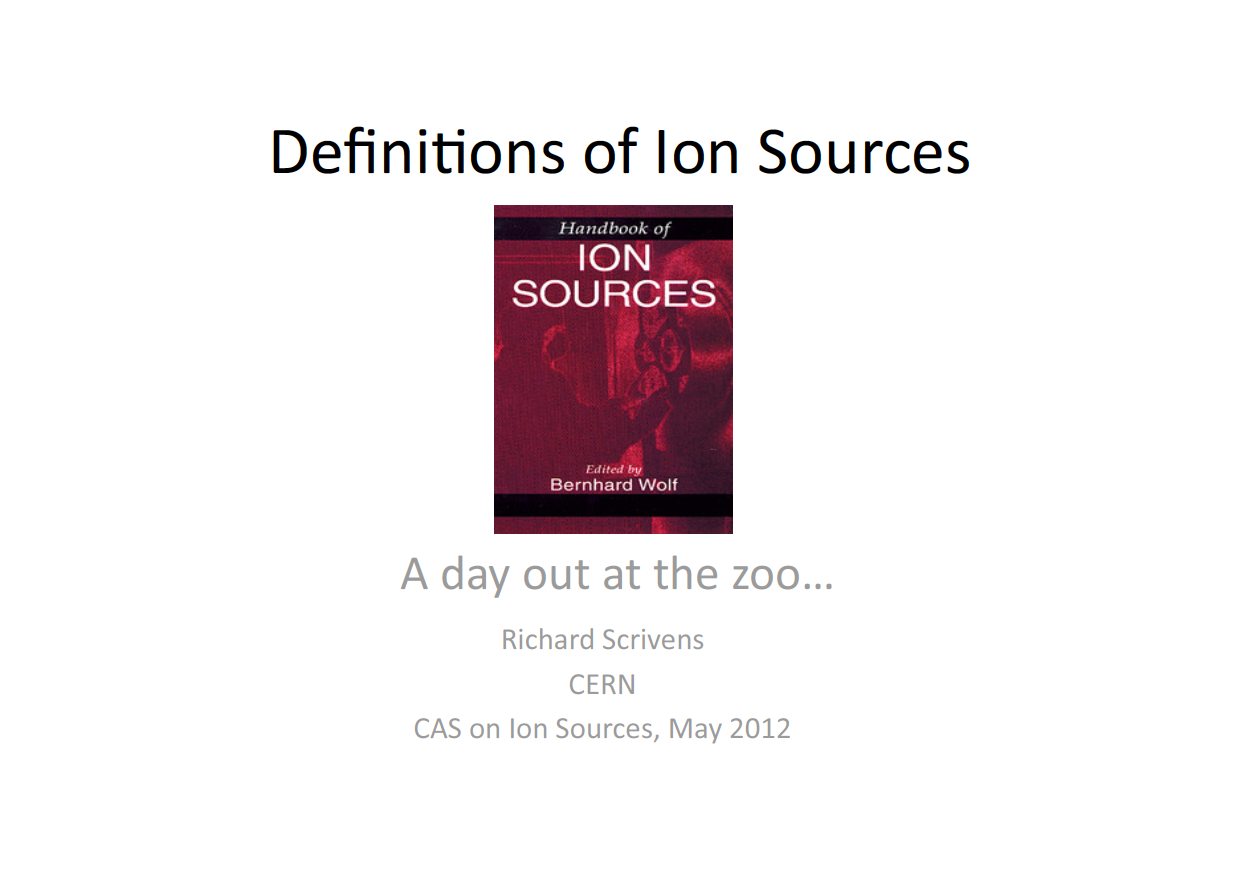 Definitions of Ion Sources
Handbook of
ION
SOURCES
Edited by
Bernhard Wolf
A day out at the zoo…
Richard Scrivens
CERN
CAS on Ion Sources, May 2012